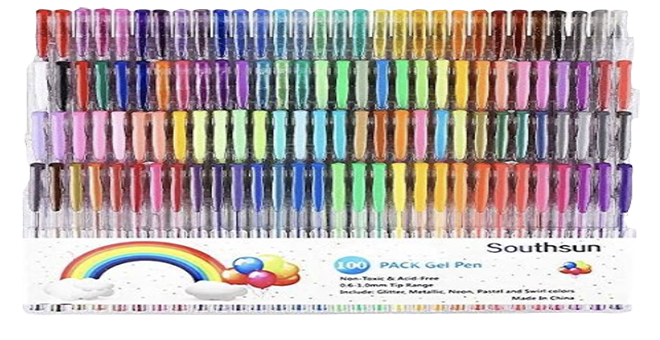 Southsun
100 PACK Gel Pen
Non-Toxic & Acid-Free
0.6-1.0mm Tip Range
Include: Glitter, Metallic, Neon, Pastel and Swirl colors
Made In China